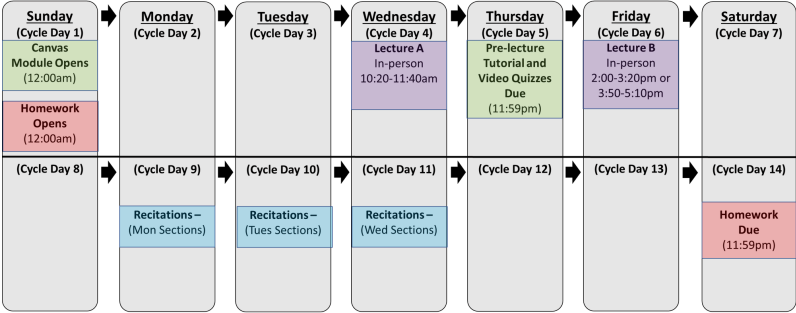 Sunday
(Cycle Day 1)
Canvas
Module Opens
(12:00am)
Homework
Opens
(12:00am)
Monday
(Cycle Day 2)
Tuesday
(Cycle Day 3)
Wednesday
(Cycle Day 4)
Lecture A
In-person
10:20-11:40am
Thursday
(Cycle Day 5)
Pre-lecture
Tutorial and
Video Quizzes
Due
(11:59pm)
Friday
(Cycle Day 6)
Lecture B
In-person
2:00-3:20pm or
3:50-5:10pm
Saturday
(Cycle Day 7)
(Cycle Day 8)
(Cycle Day 9)
Recitations –
(Mon Sections)
(Cycle Day 10)
Recitations –
(Tues Sections)
(Cycle Day 11)
Recitations –
(Wed Sections)
(Cycle Day 12)
(Cycle Day 13)
(Cycle Day 14)
Homework
Due
(11:59pm)